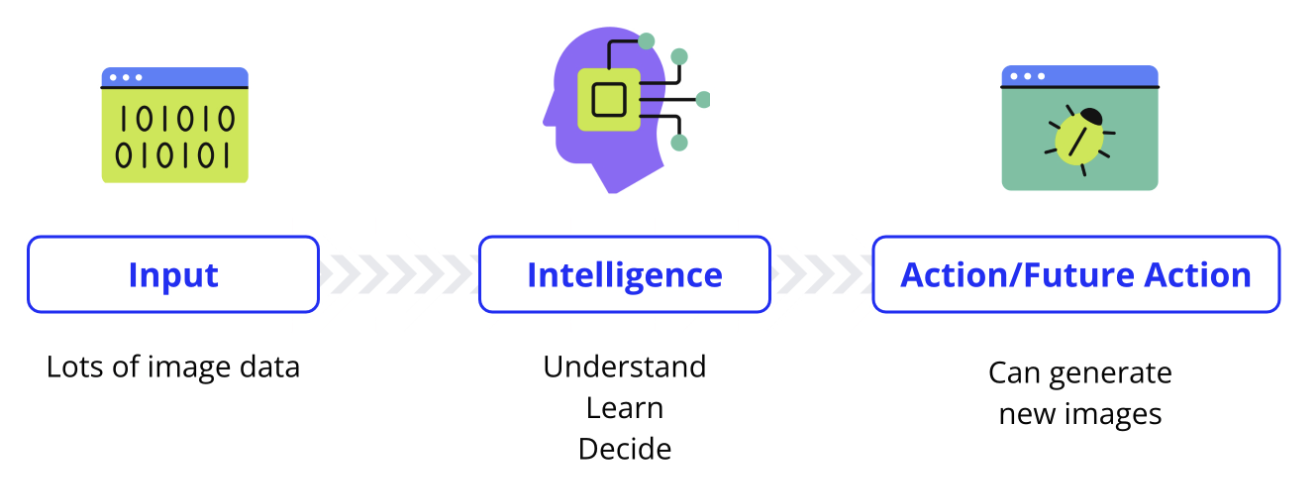 101010
010101
Input
Intelligence
Action/Future Action
Lots of image data
Understand
Learn
Decide
Can generate
new images